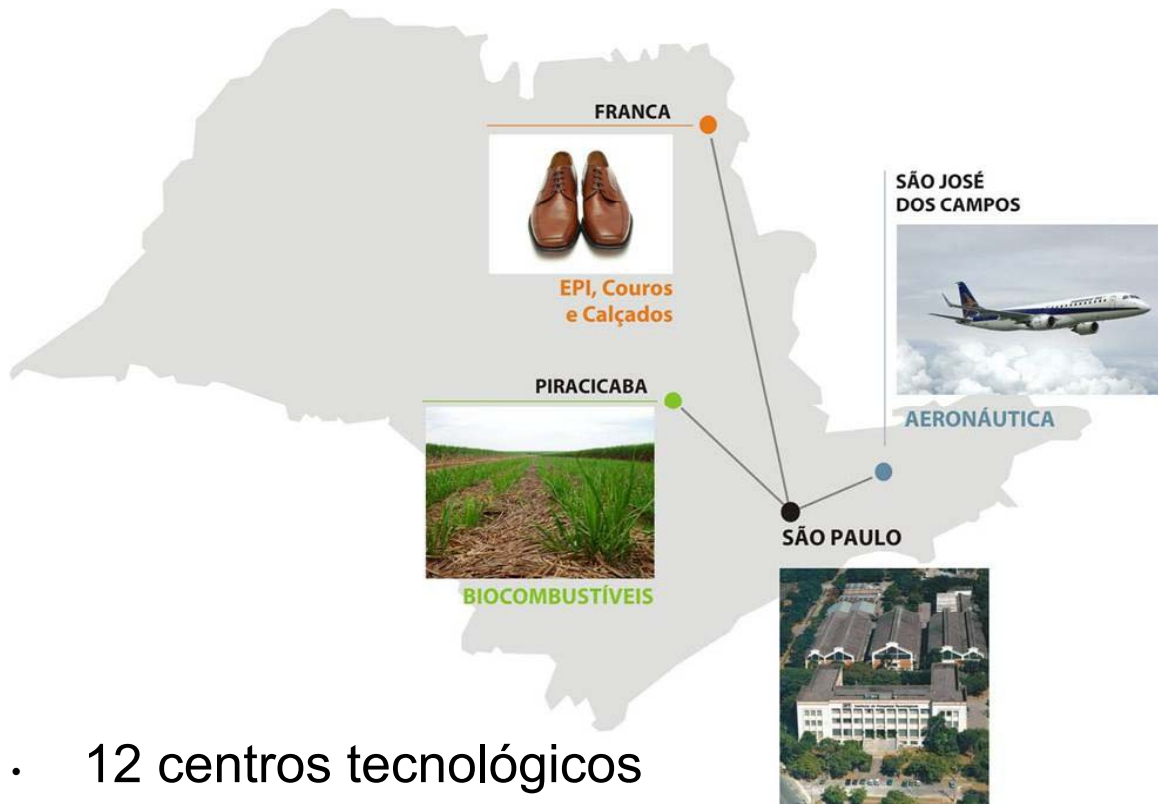 FRANCA
EPI, Couros
e Calçados
SÃO JOSÉ
DOS CAMPOS
AERONÁUTICA
PIRACICABA
BIOCOMBUSTÍVEIS
SÃO PAULO
• 12 centros tecnológicos